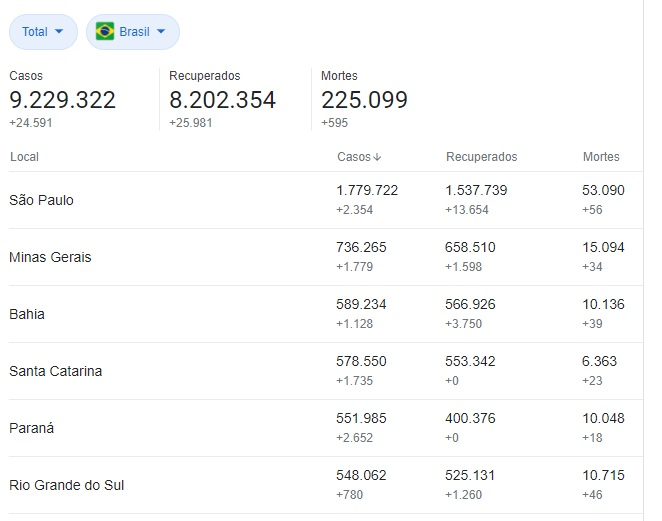 Total Brasil
Casos Recuperados Mortes
9.229.322 8.202.354 225.099
+24.591 +25.981 +595
Local Casos↓ Recuperados Mortes
São Paulo 1.779.722 1.537.739 53.090
+2.354 +13.654 +56
Minas Gerais 736.265 658.510 15.094
+1.779 +1.598 +34
Bahia 589.234 566.926 10.136
+1.128 +3.750 +39
Santa Catarina 578.550 553.342 6.363
+1.735 +0 +23
Paraná 551.985 400.376 10.048
+2.652 +0 +18
Rio Grande do Sul 548.062 525.131 10.715
+780 +1.260 +46